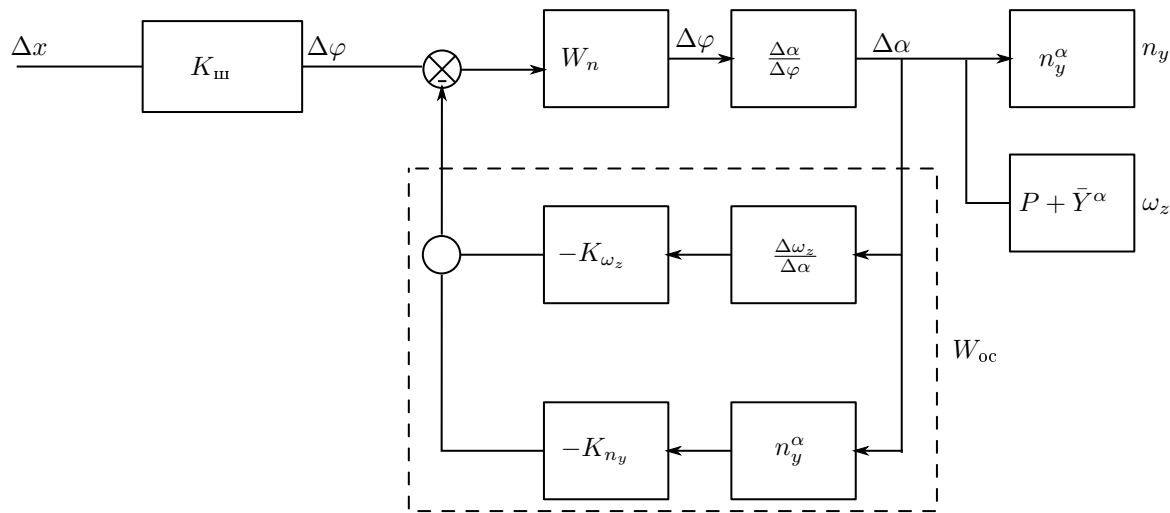 Δx
K_ш
Δφ
-
W_n
Δφ
Δα/Δφ
Δα
n_y^α
n_y
P + Ȳ^α
ω_z
-K_{ω_z}
Δω_z/Δα
W_ос
-K_{n_y}
n_y^α